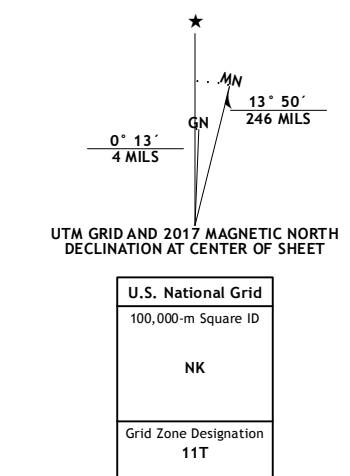 ★
MN
GN
13° 50´
246 MILS
0° 13´
4 MILS
UTM GRID AND 2017 MAGNETIC NORTH
DECLINATION AT CENTER OF SHEET
U.S. National Grid
100,000-m Square ID
NK
Grid Zone Designation
11T